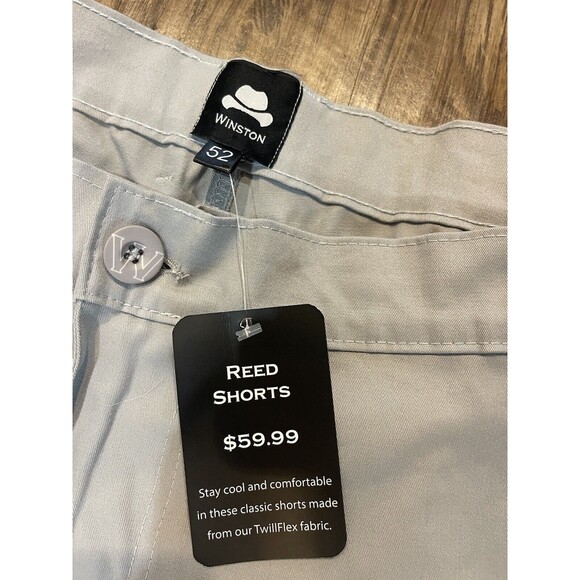 WINSTON
52
W
REED
SHORTS
$59.99
Stay cool and comfortable
in these classic shorts made
from our TwillFlex fabric.